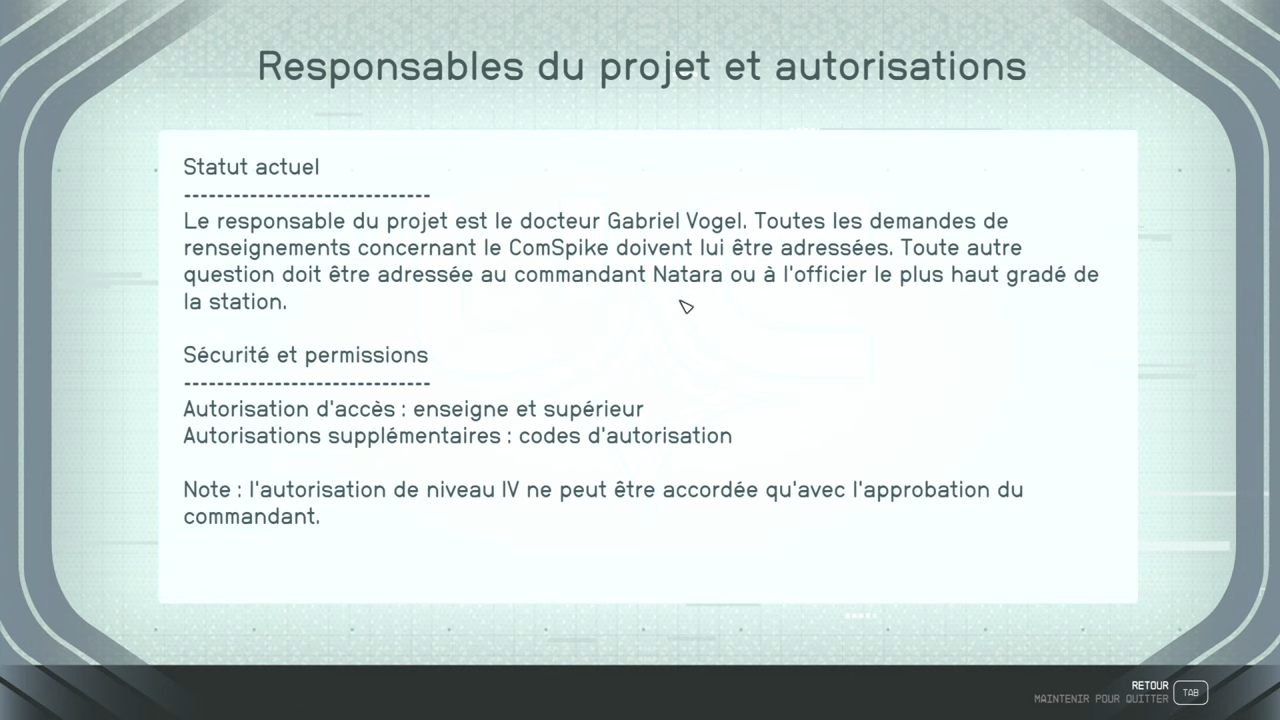 Responsables du projet et autorisations
Statut actuel
------------------------------
Le responsable du projet est le docteur Gabriel Vogel. Toutes les demandes de
renseignements concernant le ComSpike doivent lui être adressées. Toute autre
question doit être adressée au commandant Natara ou à l'officier le plus haut gradé de
la station.
Sécurité et permissions
------------------------------
Autorisation d'accès : enseigne et supérieur
Autorisations supplémentaires : codes d'autorisation
Note : l'autorisation de niveau IV ne peut être accordée qu'avec l'approbation du
commandant.
RETOUR
MAINTENIR POUR QUITTER
TAB